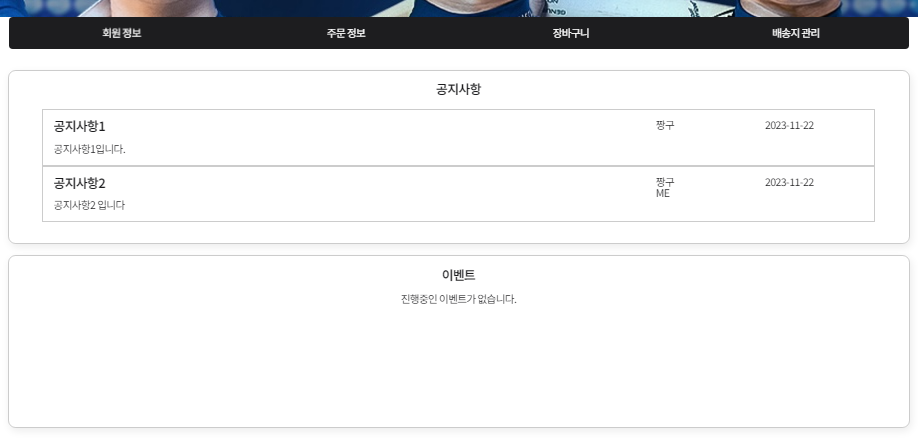 회원 정보 주문 정보 장바구니 배송지 관리
공지사항
공지사항1 짱구 2023-11-22
공지사항1입니다.
공지사항2 짱구 2023-11-22
ME
공지사항2 입니다
이벤트
진행중인 이벤트가 없습니다.